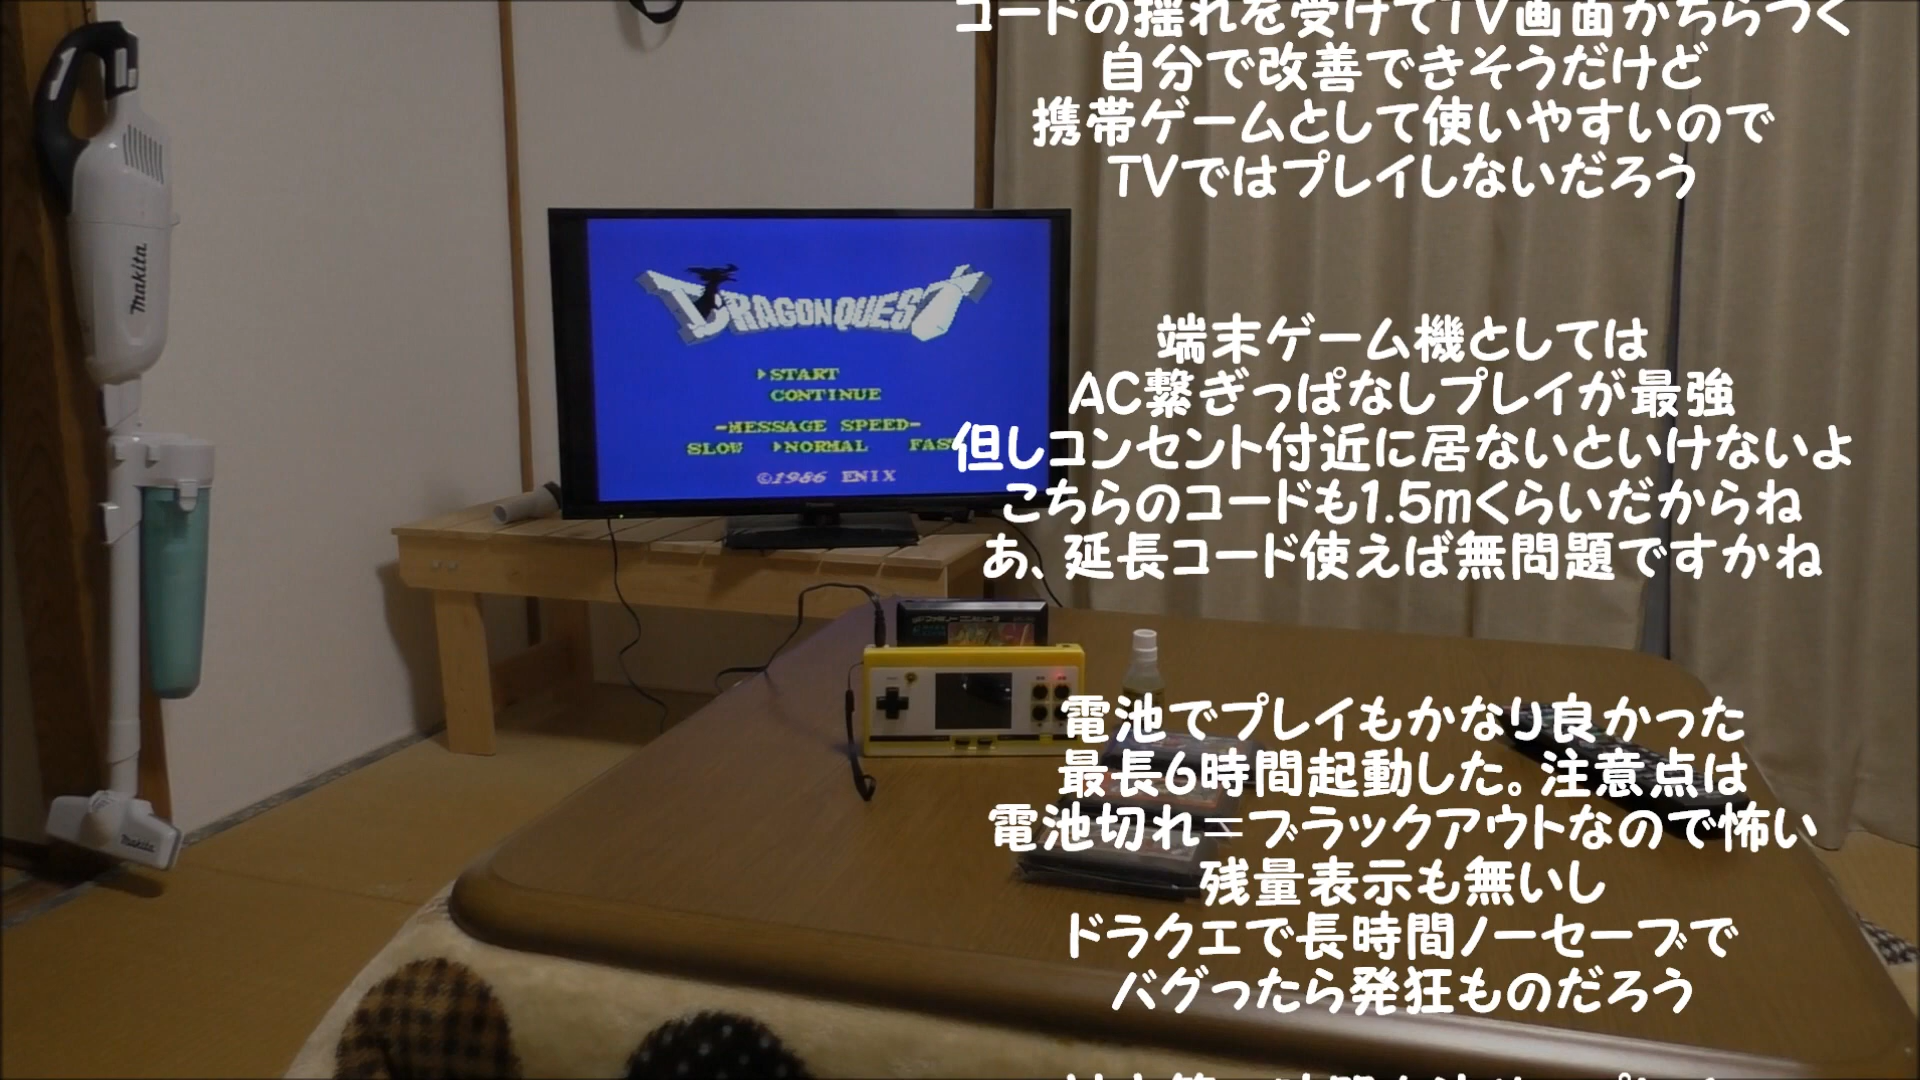 コードの揺れを受けてTV画面がちらつく
自分で改善できそうだけど
携帯ゲームとして使いやすいので
TVではプレイしないだろう
端末ゲーム機としては
AC繋ぎっぱなしプレイが最強
但しコンセント付近に居ないといけないよ
こちらのコードも1.5mくらいだからね
あ、延長コード使えば無問題ですかね
電池でプレイもかなり良かった
最長6時間起動した。注意点は
電池切れ＝ブラックアウトなので怖い
残量表示も無いし
ドラクエで長時間ノーセーブで
バグったら発狂ものだろう
DRAGON QUEST
▶START
CONTINUE
-MESSAGE SPEED-
SLOW ▶NORMAL FAS
©1986 ENIX
makita
makita